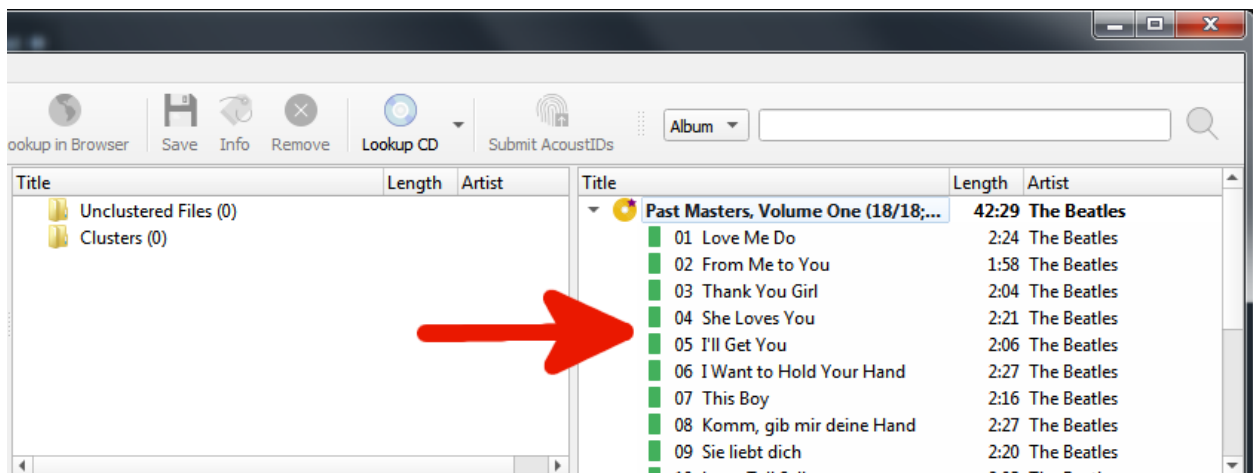 ookup in Browser Save Info Remove Lookup CD Submit AcoustIDs Album
Title Length Artist Title Length Artist
Unclustered Files (0) Past Masters, Volume One (18/18;... 42:29 The Beatles
Clusters (0) 01 Love Me Do 2:24 The Beatles
02 From Me to You 1:58 The Beatles
03 Thank You Girl 2:04 The Beatles
04 She Loves You 2:21 The Beatles
05 I'll Get You 2:06 The Beatles
06 I Want to Hold Your Hand 2:27 The Beatles
07 This Boy 2:16 The Beatles
08 Komm, gib mir deine Hand 2:27 The Beatles
09 Sie liebt dich 2:20 The Beatles